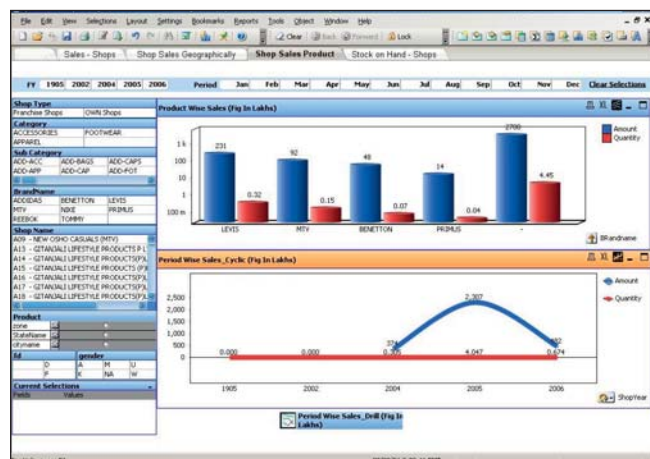 File Edit View Selections Layout Settings Bookmarks Reports Tools Object Window Help
Clear Back Forward Lock
Sales - Shops Shop Sales Geographically Shop Sales Product Stock on Hand - Shops
FY 1905 2002 2004 2005 2006 Period Jan Feb Mar Apr May Jun Jul Aug Sep Oct Nov Dec Clear Selections
Shop Type
Franchise Shops OWN Shops
Category
ACCESSORIES FOOTWEAR
APPAREL
Sub Category
ADD-ACC ADD-BAGS ADD-CAPS
ADD-APP ADD-CAP ADD-FOT
BrandName
ADDIDAS BENETTON LEVIS
MTV NIKE PRIMUS
REEBOK TOMMY
Shop Name
A09 - NEW OSHO CASUALS (MTV)
A13 - GITANJALI LIFESTYLE PRODUCTS P L
A14 - GITANJALI LIFESTYLE PRODUCTS(P)L
A15 - GITANJALI LIFESTYLE PRODUCTS (P)
A16 - GITANJALI LIFESTYLE PRODUCTS(P)L
A17 - GITANJALI LIFESTYLE PRODUCTS(P)L
A18 - GITANJALI LIFESTYLE PRODUCTS(P)L
Product
zone
StateName
cityname
fd gender
D A M U
F K NA W
Current Selections
Fields Values
Product Wise Sales (Fig In Lakhs)
XL
Amount
Quantity
1 k
100
10
1
100 m
231 0.32 92 0.15 48 0.07 14 0.04 2700 4.45
LEVIS MTV BENETTON PRIMUS -
BRandname
Period Wise Sales_Cyclic (Fig In Lakhs)
XL
Amount
Quantity
2,500
2,000
1,500
1,000
500
0
2,307
374
0.000 0.000 0.305 4.047 0.674
1905 2002 2004 2005 2006
ShopYear
Period Wise Sales_Drill (Fig In
Lakhs)